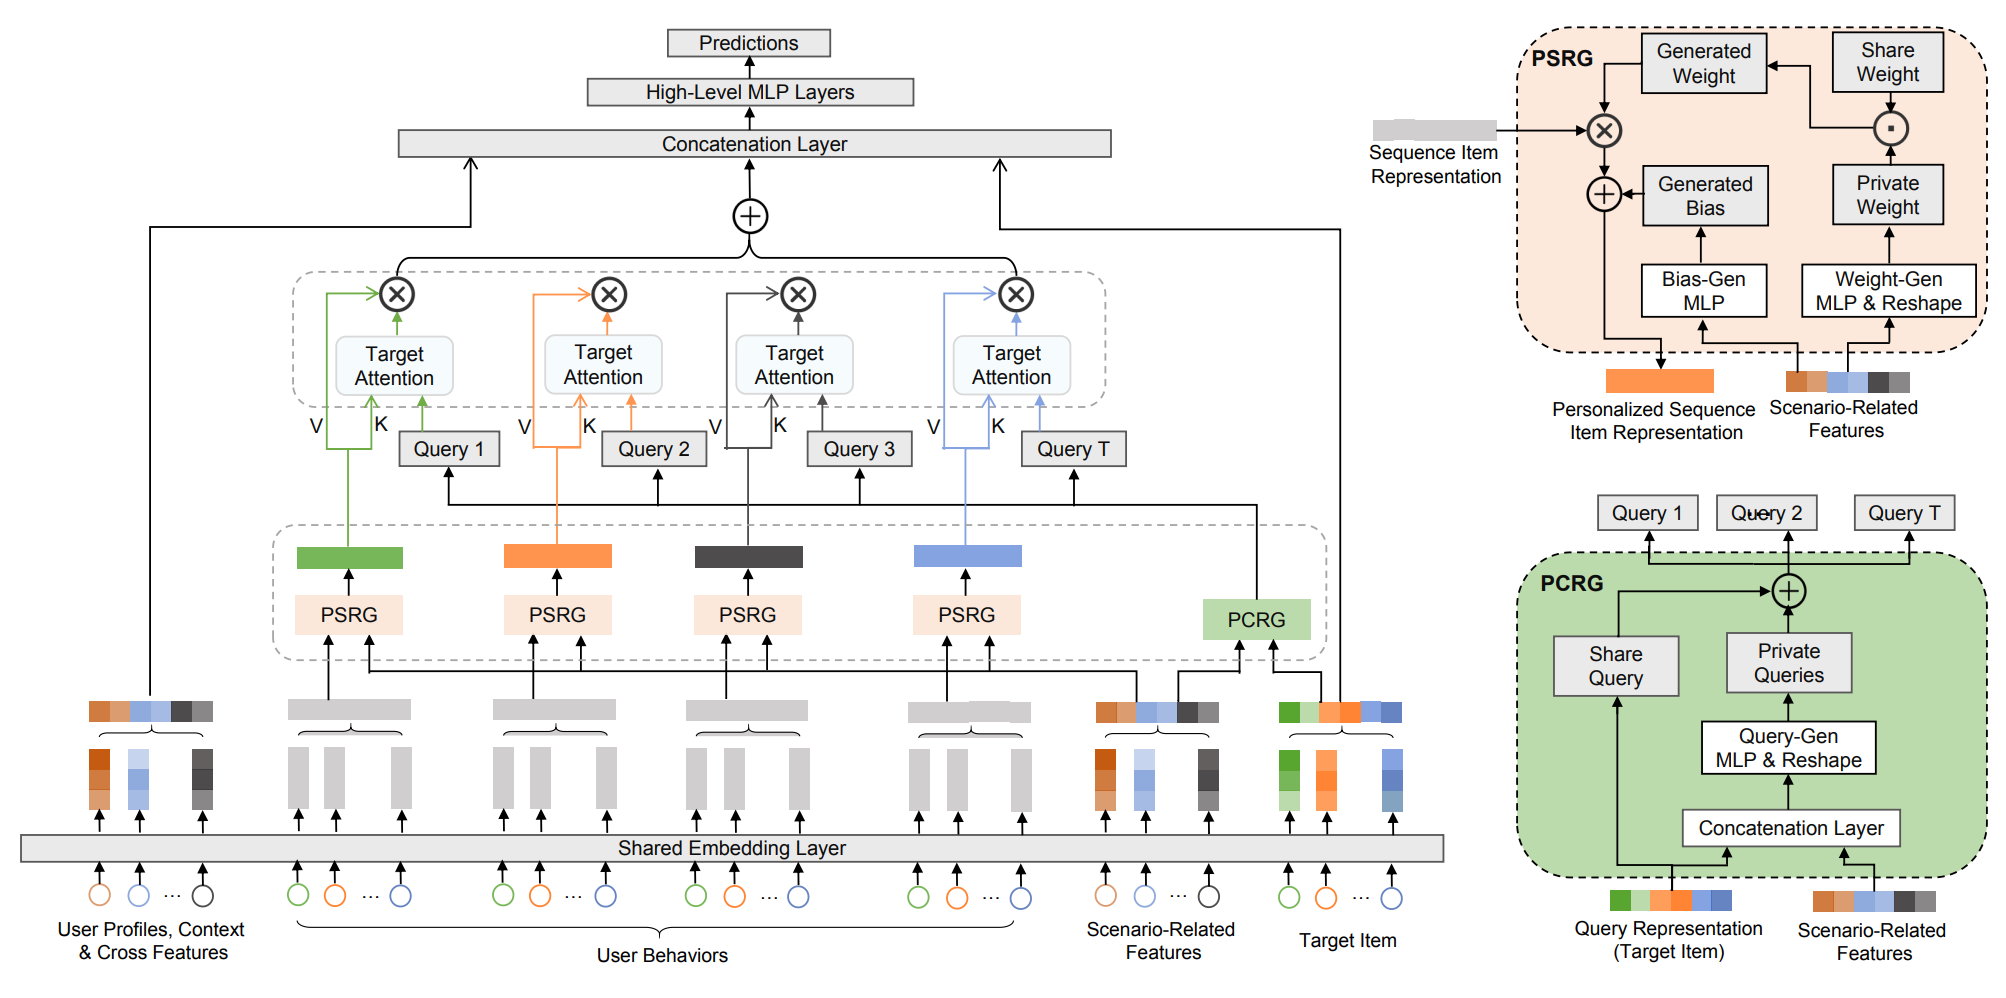 Predictions
High-Level MLP Layers
Concatenation Layer
Target
Attention
Target
Attention
Target
Attention
Target
Attention
V
K
V
K
V
K
V
K
Query 1
Query 2
Query 3
Query T
PSRG
PSRG
PSRG
PSRG
PCRG
Shared Embedding Layer
...
...
...
...
...
...
...
User Profiles, Context
& Cross Features
User Behaviors
Scenario-Related
Features
Target Item
PSRG
Generated
Weight
Share
Weight
Sequence Item
Representation
Generated
Bias
Private
Weight
Bias-Gen
MLP
Weight-Gen
MLP & Reshape
Personalized Sequence
Item Representation
Scenario-Related
Features
Query 1
Query 2
Query T
PCRG
Share
Query
Private
Queries
Query-Gen
MLP & Reshape
Concatenation Layer
Query Representation
(Target Item)
Scenario-Related
Features